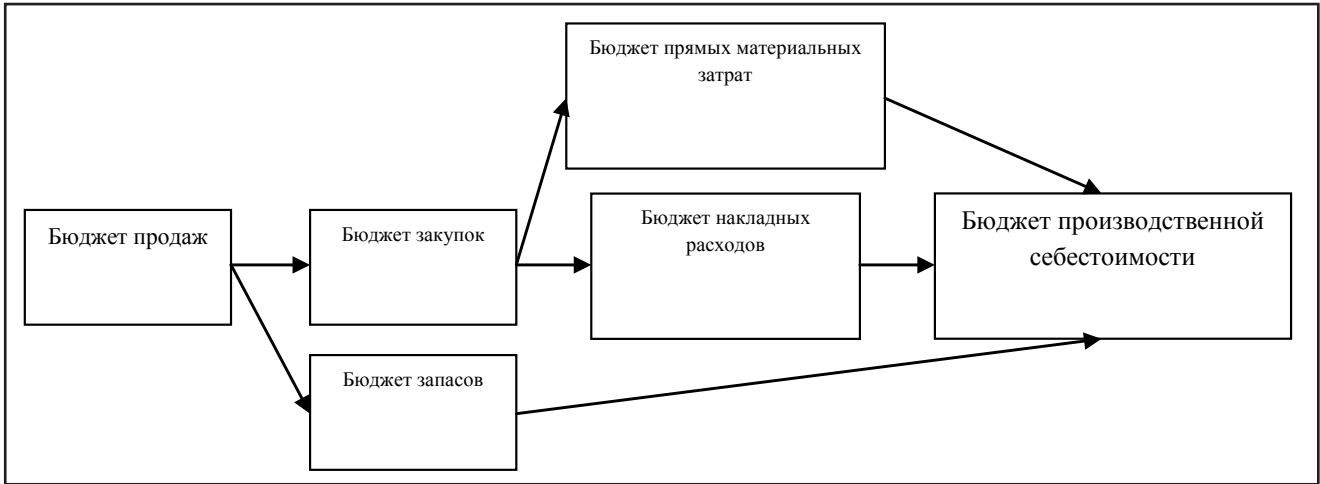 Бюджет прямых материальных
затрат
Бюджет продаж
Бюджет закупок
Бюджет накладных
расходов
Бюджет производственной
себестоимости
Бюджет запасов